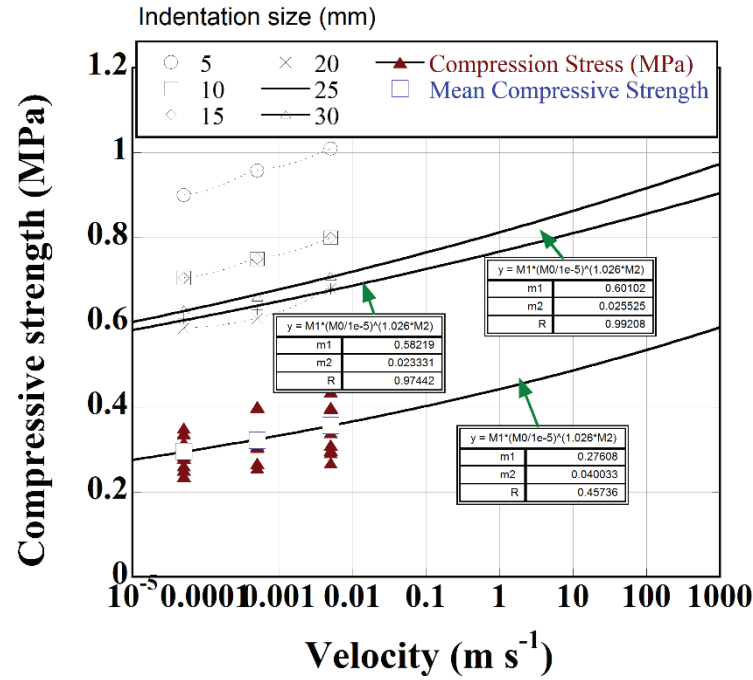 Indentation size (mm)
5 20 Compression Stress (MPa)
10 25 Mean Compressive Strength
15 30
Compressive strength (MPa)
1.2
1
0.8
0.6
0.4
0.2
0
y = M1*(M0/1e-5)^(1.026*M2)
m1 0.60102
m2 0.025525
R 0.99208
y = M1*(M0/1e-5)^(1.026*M2)
m1 0.58219
m2 0.023331
R 0.97442
y = M1*(M0/1e-5)^(1.026*M2)
m1 0.27608
m2 0.040033
R 0.45736
10⁻⁵ 0.0001 0.001 0.01 0.1 1 10 100 1000
Velocity (m s⁻¹)